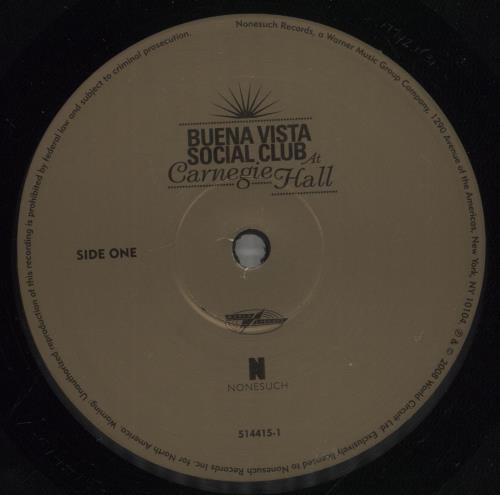 BUENA VISTA
SOCIAL CLUB At
Carnegie Hall
SIDE ONE
WORLD CIRCUIT
N
NONESUCH
514415-1
Nonesuch Records, a Warner Music Group Company, 1290 Avenue of the Americas, New York, NY 10104. ℗ & © 2008 World Circuit Ltd. Exclusively licensed to Nonesuch Records Inc. for North America. Warning: Unauthorized reproduction of this recording is prohibited by federal law and subject to criminal prosecution.